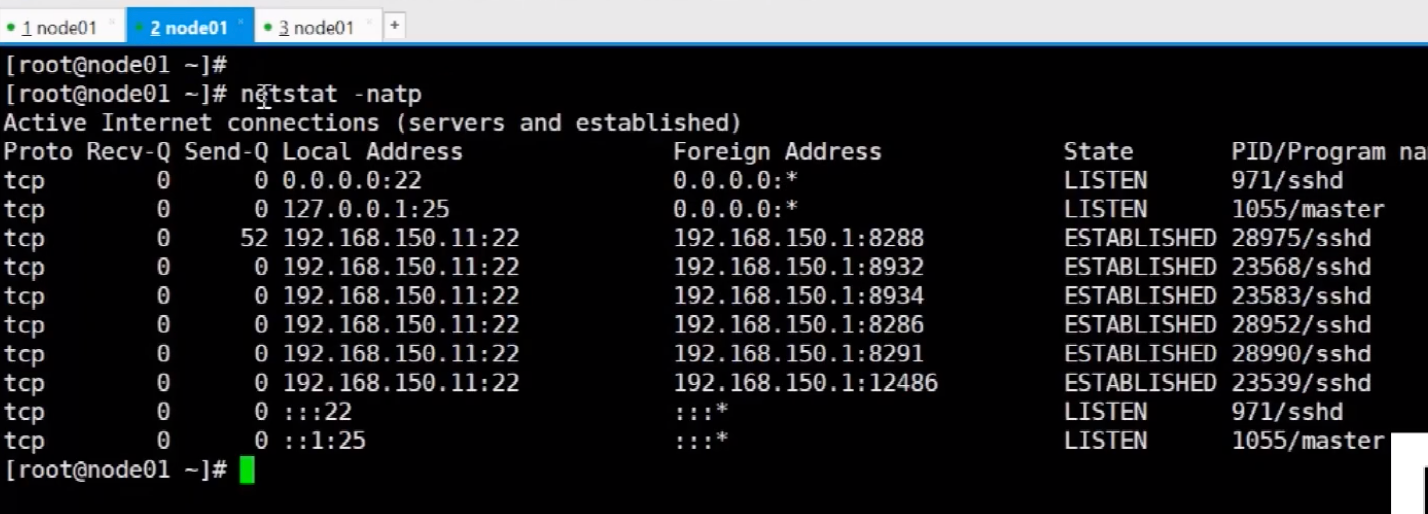 1 node01 2 node01 3 node01 +
[root@node01 ~]#
[root@node01 ~]# netstat -natp
Active Internet connections (servers and established)
Proto Recv-Q Send-Q Local Address Foreign Address State PID/Program na
tcp 0 0 0.0.0.0:22 0.0.0.0:* LISTEN 971/sshd
tcp 0 0 127.0.0.1:25 0.0.0.0:* LISTEN 1055/master
tcp 0 52 192.168.150.11:22 192.168.150.1:8288 ESTABLISHED 28975/sshd
tcp 0 0 192.168.150.11:22 192.168.150.1:8932 ESTABLISHED 23568/sshd
tcp 0 0 192.168.150.11:22 192.168.150.1:8934 ESTABLISHED 23583/sshd
tcp 0 0 192.168.150.11:22 192.168.150.1:8286 ESTABLISHED 28952/sshd
tcp 0 0 192.168.150.11:22 192.168.150.1:8291 ESTABLISHED 28990/sshd
tcp 0 0 192.168.150.11:22 192.168.150.1:12486 ESTABLISHED 23539/sshd
tcp 0 0 :::22 :::* LISTEN 971/sshd
tcp 0 0 ::1:25 :::* LISTEN 1055/master
[root@node01 ~]#